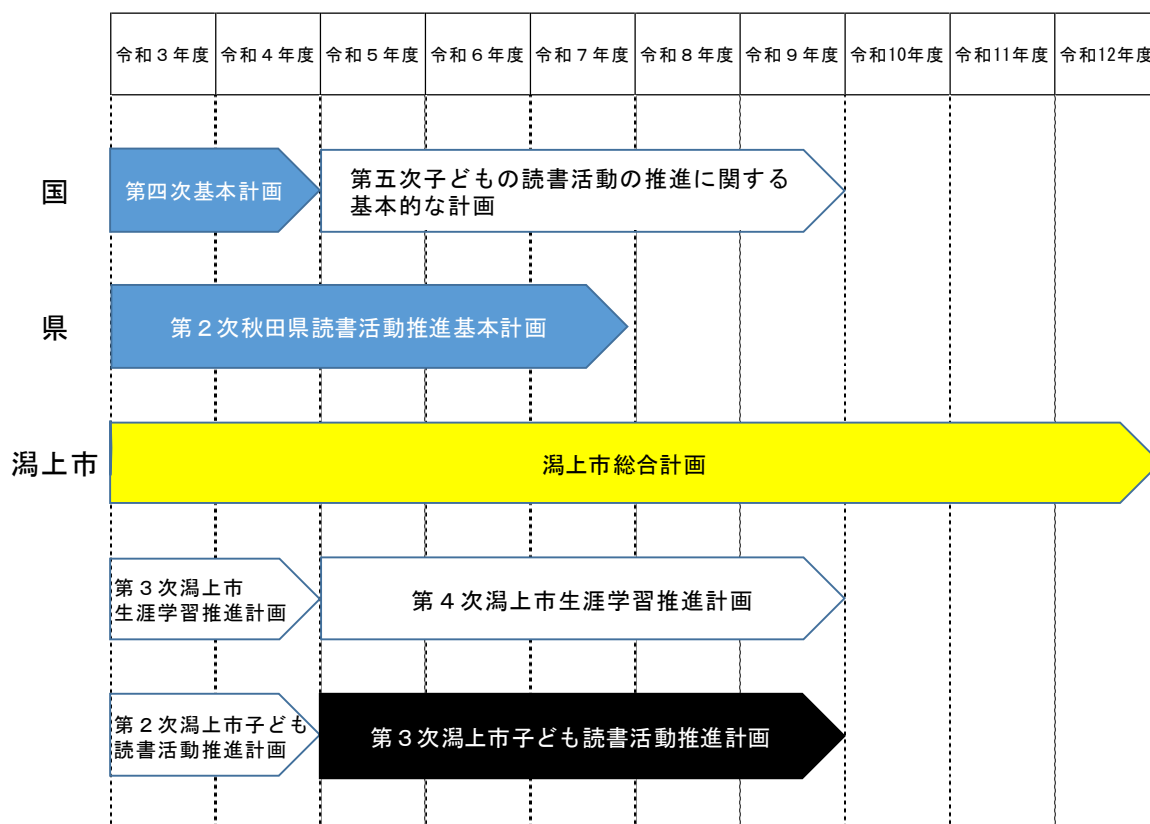 令和３年度 令和４年度 令和５年度 令和６年度 令和７年度 令和８年度 令和９年度 令和10年度 令和11年度 令和12年度
国
第四次基本計画
第五次子どもの読書活動の推進に関する
基本的な計画
県
第２次秋田県読書活動推進基本計画
潟上市
潟上市総合計画
第３次潟上市
生涯学習推進計画
第４次潟上市生涯学習推進計画
第２次潟上市子ども
読書活動推進計画
第３次潟上市子ども読書活動推進計画